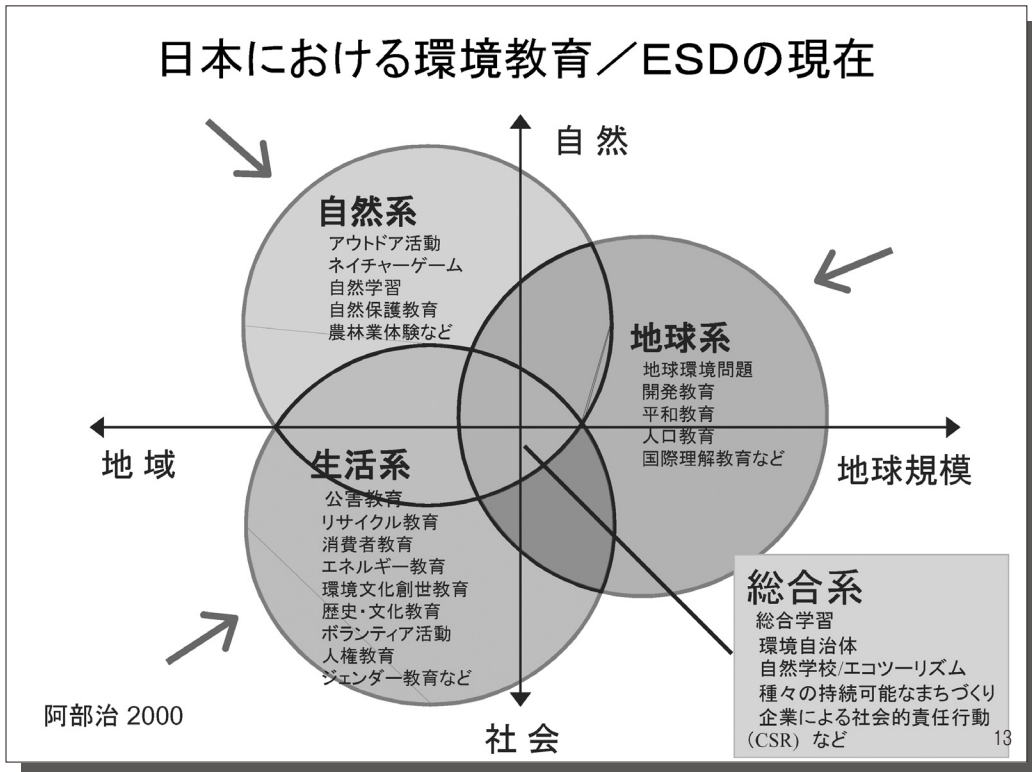 日本における環境教育／ESDの現在
自然
自然系
アウトドア活動
ネイチャーゲーム
自然学習
自然保護教育
農林業体験など
地球系
地球環境問題
開発教育
平和教育
人口教育
国際理解教育など
地域
地球規模
生活系
公害教育
リサイクル教育
消費者教育
エネルギー教育
環境文化創世教育
歴史・文化教育
ボランティア活動
人権教育
ジェンダー教育など
総合系
総合学習
環境自治体
自然学校/エコツーリズム
種々の持続可能なまちづくり
企業による社会的責任行動
（CSR) など
阿部治 2000
社会
13